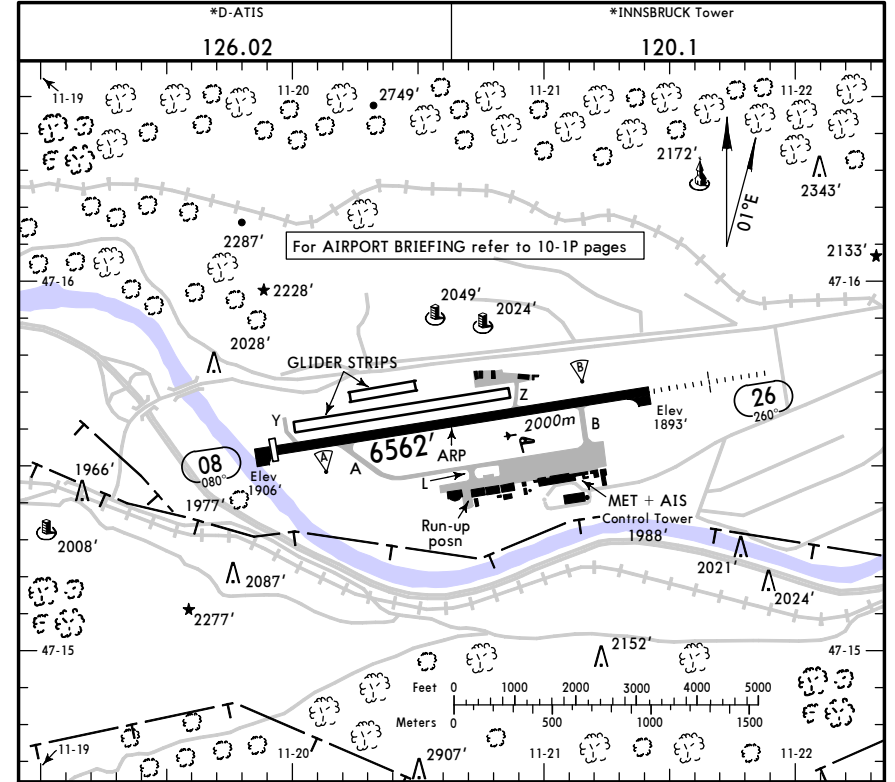 *D-ATIS
*INNSBRUCK Tower
126.02
120.1
11-19
11-20
2749'
11-21
11-22
2172'
2343'
01°E
2287'
For AIRPORT BRIEFING refer to 10-1P pages
2133'
47-16
47-16
2228'
2049'
2024'
2028'
GLIDER STRIPS
B
Y
Z
26
260°
Elev
1893'
2000m
B
6562'
ARP
08
080°
A
A
Elev
1906'
1966'
1977'
L
MET + AIS
Control Tower
1988'
Run-up
posn
2008'
2021'
2087'
2024'
2277'
2152'
47-15
47-15
Feet 0 1000 2000 3000 4000 5000
Meters 0 500 1000 1500
11-19
11-20
2907'
11-21
11-22